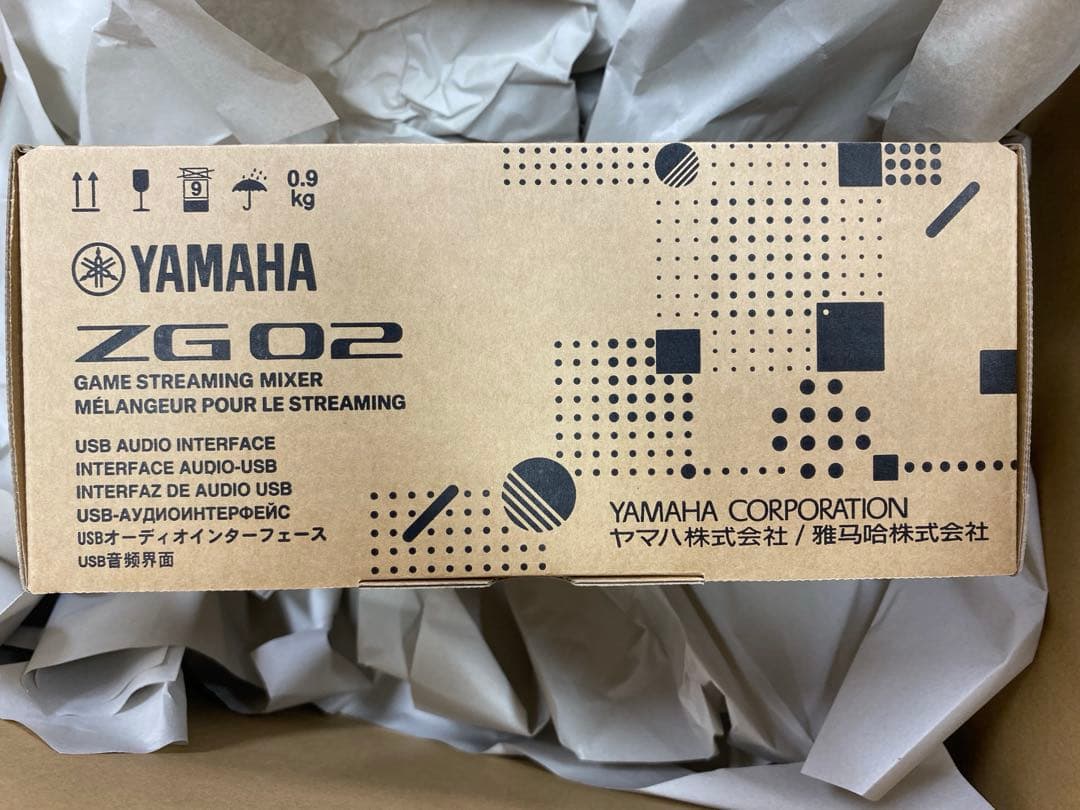 9
0.9
kg
YAMAHA
ZG02
GAME STREAMING MIXER
MÉLANGEUR POUR LE STREAMING
USB AUDIO INTERFACE
INTERFACE AUDIO-USB
INTERFAZ DE AUDIO USB
USB-АУДИОИНТЕРФЕЙС
USBオーディオインターフェース
USB音频界面
YAMAHA CORPORATION
ヤマハ株式会社 / 雅马哈株式会社